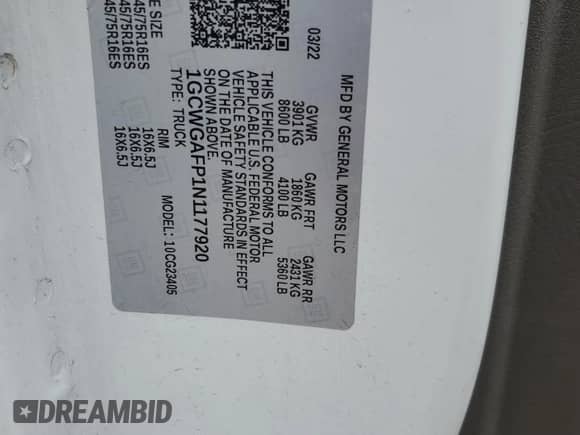 MFD BY GENERAL MOTORS LLC
03/22
GVWR
3901 KG
8600 LB
GAWR FRT
1860 KG
4100 LB
GAWR RR
2431 KG
5360 LB
THIS VEHICLE CONFORMS TO ALL
APPLICABLE U.S. FEDERAL MOTOR
VEHICLE SAFETY STANDARDS IN EFFECT
ON THE DATE OF MANUFACTURE
SHOWN ABOVE.
1GCWGAFP1N1177920
TYPE: TRUCK
MODEL: 10CG23405
E SIZE
RIM
45/75R16ES
16X6.5J
45/75R16ES
16X6.5J
45/75R16ES
DREAMBID